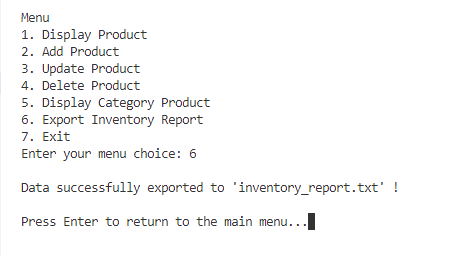 Menu
1. Display Product
2. Add Product
3. Update Product
4. Delete Product
5. Display Category Product
6. Export Inventory Report
7. Exit
Enter your menu choice: 6
Data successfully exported to 'inventory_report.txt' !
Press Enter to return to the main menu...